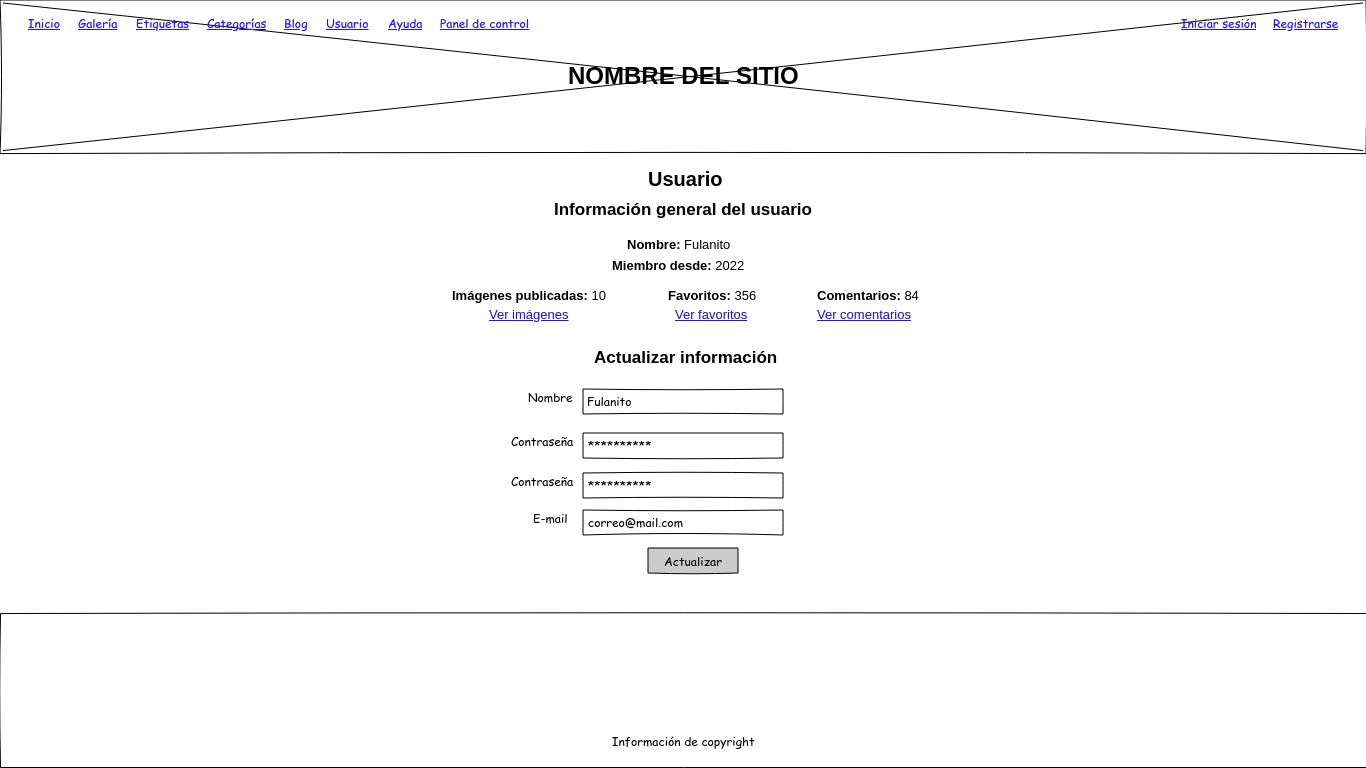 Inicio Galería Etiquetas Categorías Blog Usuario Ayuda Panel de control Iniciar sesión Registrarse
NOMBRE DEL SITIO
Usuario
Información general del usuario
Nombre: Fulanito
Miembro desde: 2022
Imágenes publicadas: 10 Favoritos: 356 Comentarios: 84
Ver imágenes Ver favoritos Ver comentarios
Actualizar información
Nombre Fulanito
Contraseña **********
Contraseña **********
E-mail correo@mail.com
Actualizar
Información de copyright